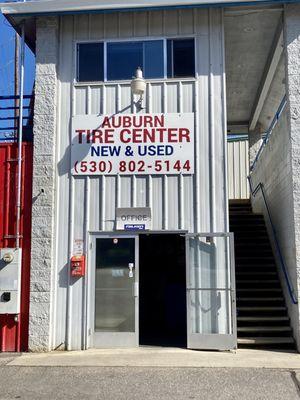 AUBURN
TIRE CENTER
NEW & USED
(530) 802-5144
OFFICE